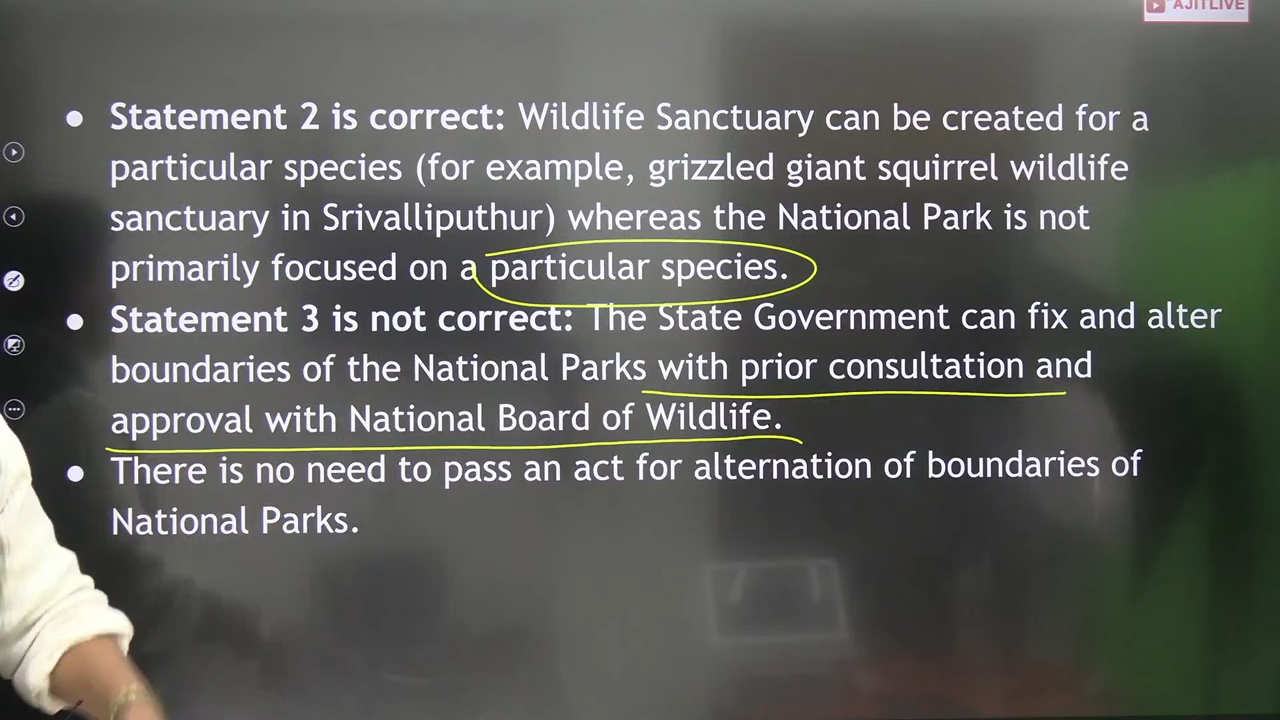 AJITLIVE
● Statement 2 is correct: Wildlife Sanctuary can be created for a
particular species (for example, grizzled giant squirrel wildlife
sanctuary in Srivalliputhur) whereas the National Park is not
primarily focused on a particular species.
● Statement 3 is not correct: The State Government can fix and alter
boundaries of the National Parks with prior consultation and
approval with National Board of Wildlife.
● There is no need to pass an act for alternation of boundaries of
National Parks.